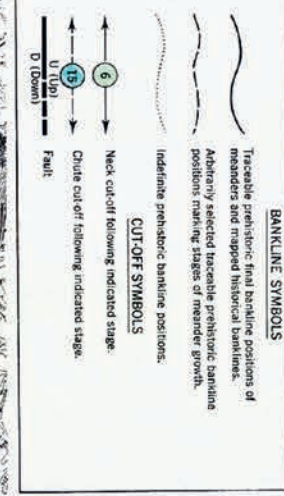 BANKLINE SYMBOLS
Traceable prehistoric final bankline positions of
meanders and mapped historical banklines.
Arbitrarily selected traceable prehistoric bankline
positions marking stages of meander growth.
Indefinite prehistoric bankline positions.
CUT-OFF SYMBOLS
6
Neck cut-off following indicated stage.
15
Chute cut-off following indicated stage.
U (Up)
D (Down)
Fault